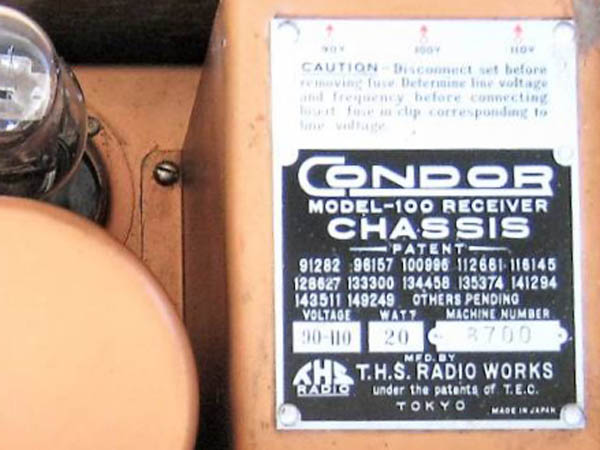 90V 100V 110V
CAUTION - Disconnect set before
removing fuse. Determine line voltage
and frequency before connecting
Insert fuse in clip corresponding to
line voltage.
CONDOR
MODEL-100 RECEIVER
CHASSIS
PATENT
91282 96157 100996 112661 116145
128627 133300 134458 135374 141294
143511 149249 OTHERS PENDING
VOLTAGE WATT MACHINE NUMBER
90-110 20 8700
MFD. BY
THS RADIO T.H.S. RADIO WORKS
under the patents of T.E.C.
TOKYO MADE IN JAPAN